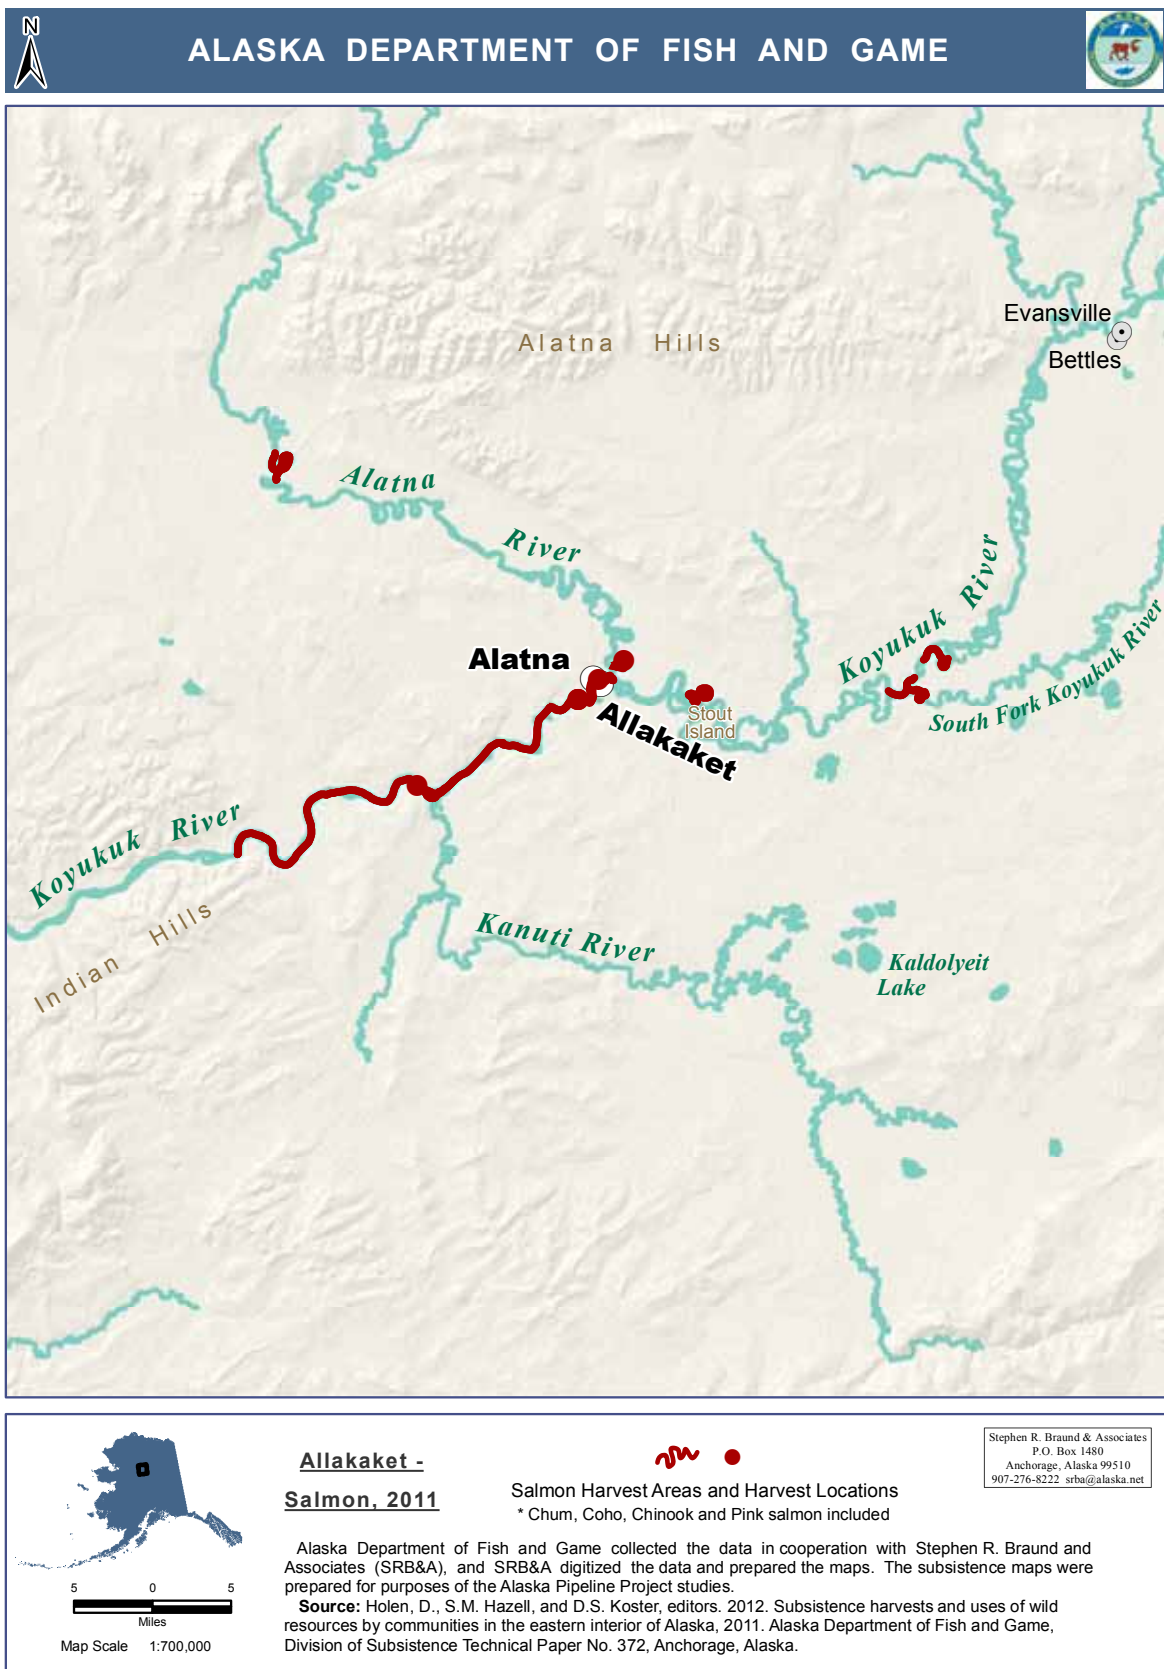 N
ALASKA DEPARTMENT OF FISH AND GAME
Evansville
Bettles
Alatna Hills
Alatna
River
Koyukuk River
South Fork Koyukuk River
Alatna
Stout
Island
Allakaket
Koyukuk River
Indian Hills
Kanuti River
Kaldolyeit
Lake
Allakaket -
Salmon, 2011
Salmon Harvest Areas and Harvest Locations
* Chum, Coho, Chinook and Pink salmon included
Stephen R. Braund & Associates
P.O. Box 1480
Anchorage, Alaska 99510
907-276-8222 srba@alaska.net
Alaska Department of Fish and Game collected the data in cooperation with Stephen R. Braund and
Associates (SRB&A), and SRB&A digitized the data and prepared the maps. The subsistence maps were
prepared for purposes of the Alaska Pipeline Project studies.
Source: Holen, D., S.M. Hazell, and D.S. Koster, editors. 2012. Subsistence harvests and uses of wild
resources by communities in the eastern interior of Alaska, 2011. Alaska Department of Fish and Game,
Division of Subsistence Technical Paper No. 372, Anchorage, Alaska.
5 0 5
Miles
Map Scale 1:700,000